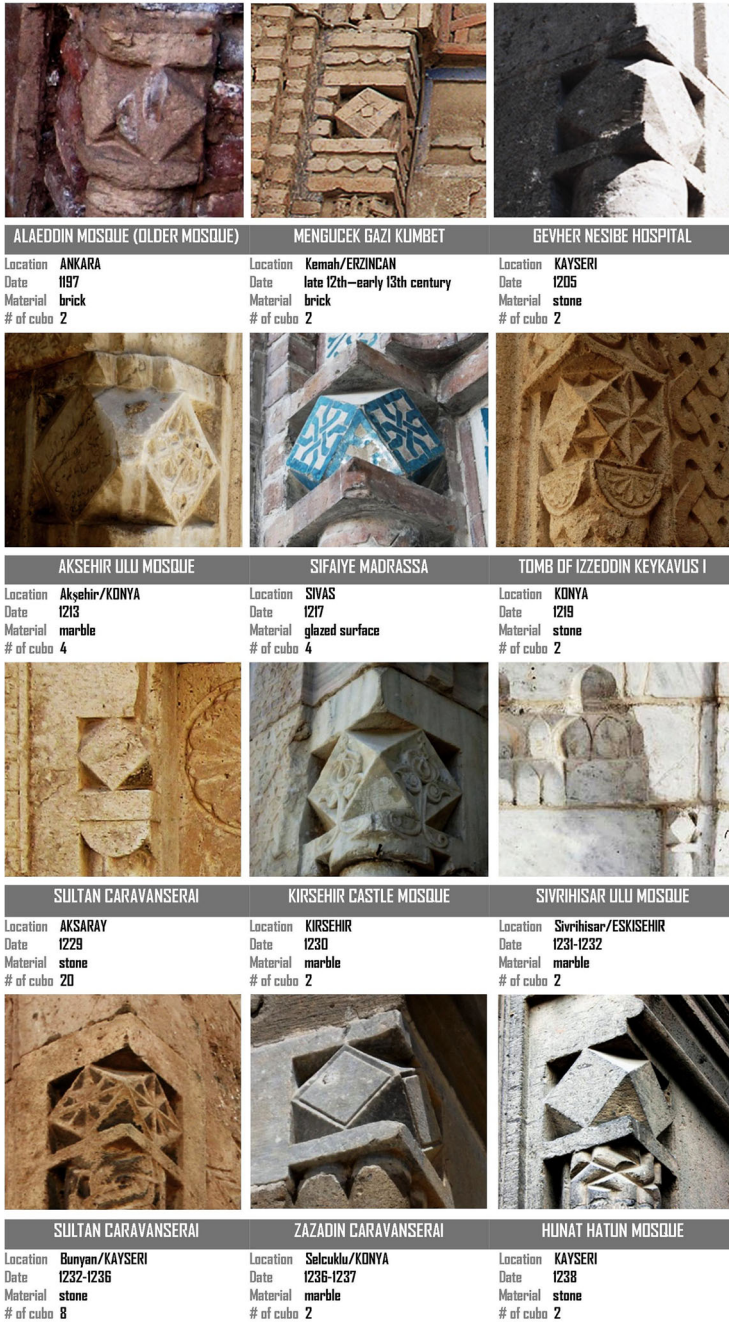 ALAEDDIN MOSQUE (OLDER MOSQUE)
Location ANKARA
Date 1197
Material brick
# of cubo 2
MENGUCEK GAZI KUMBET
Location Kemah/ERZINCAN
Date late 12th–early 13th century
Material brick
# of cubo 2
GEVHER NESIBE HOSPITAL
Location KAYSERI
Date 1205
Material stone
# of cubo 2
AKSEHIR ULU MOSQUE
Location Akşehir/KONYA
Date 1213
Material marble
# of cubo 4
SIFAIYE MADRASSA
Location SIVAS
Date 1217
Material glazed surface
# of cubo 4
TOMB OF IZZEDDIN KEYKAVUS I
Location KONYA
Date 1219
Material stone
# of cubo 2
SULTAN CARAVANSERAI
Location AKSARAY
Date 1229
Material stone
# of cubo 20
KIRSEHIR CASTLE MOSQUE
Location KIRSEHIR
Date 1230
Material marble
# of cubo 2
SIVRIHISAR ULU MOSQUE
Location Sivrihisar/ESKISEHIR
Date 1231-1232
Material marble
# of cubo 2
SULTAN CARAVANSERAI
Location Bunyan/KAYSERI
Date 1232-1236
Material stone
# of cubo 8
ZAZADIN CARAVANSERAI
Location Selcuklu/KONYA
Date 1236-1237
Material marble
# of cubo 2
HUNAT HATUN MOSQUE
Location KAYSERI
Date 1238
Material stone
# of cubo 2